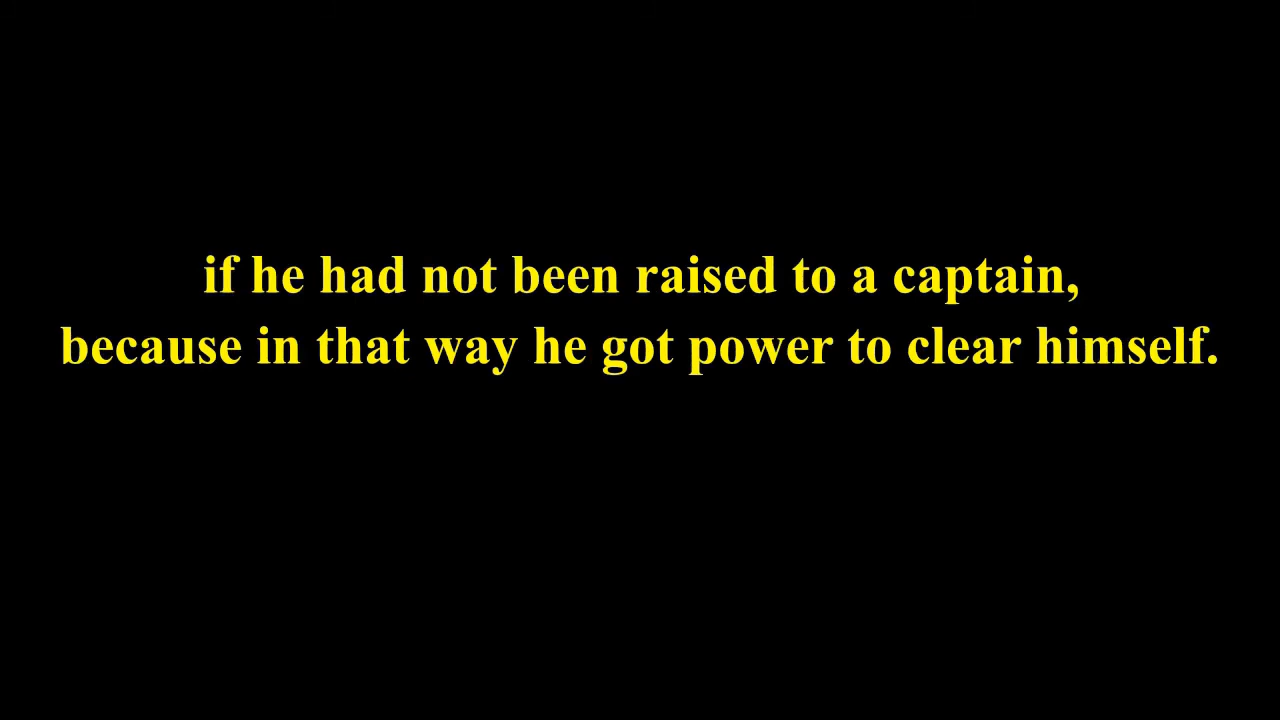 if he had not been raised to a captain,
because in that way he got power to clear himself.